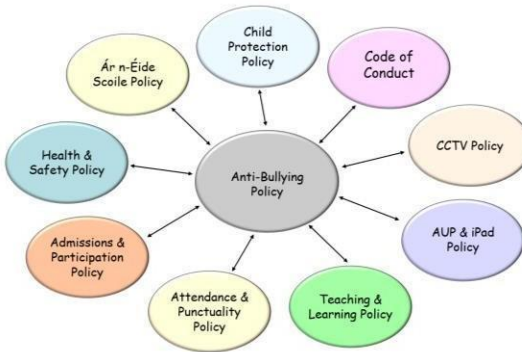 Child
Protection
Policy
Code of
Conduct
Ár n-Éide
Scoile Policy
CCTV Policy
Health &
Safety Policy
Anti-Bullying
Policy
AUP & iPad
Policy
Admissions &
Participation
Policy
Attendance &
Punctuality
Policy
Teaching &
Learning Policy